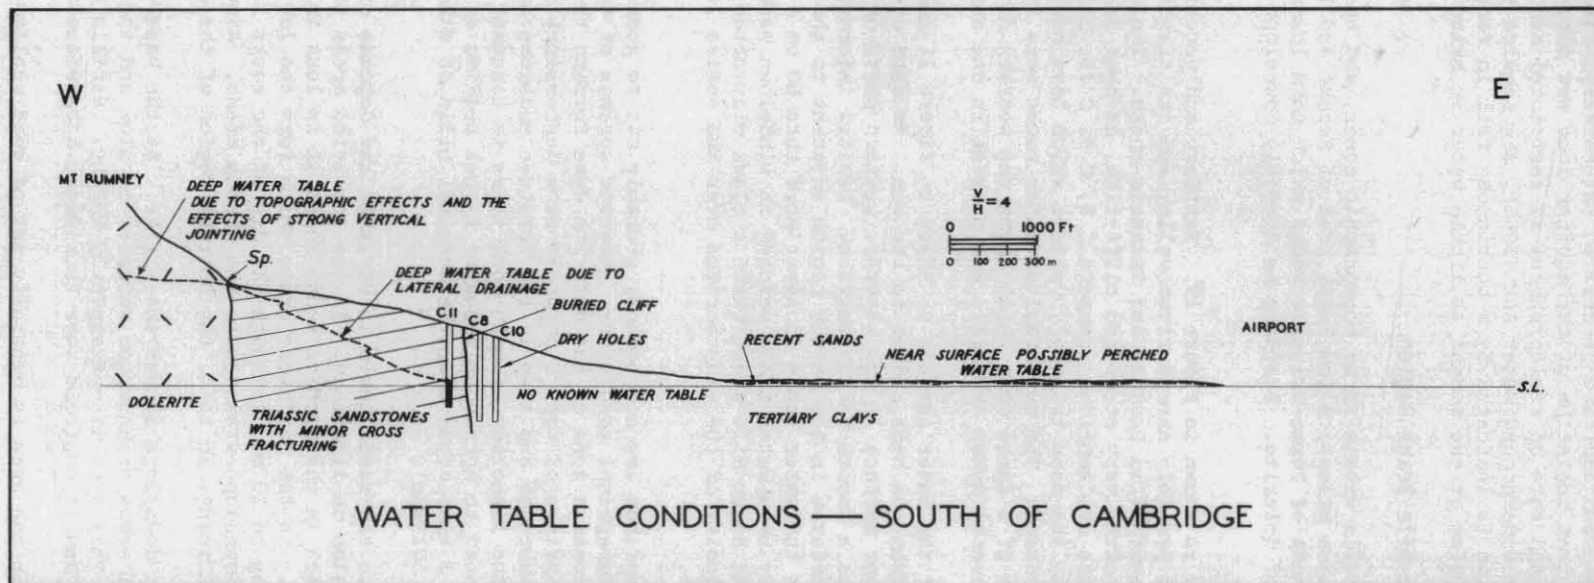 W
E
MT RUMNEY
DEEP WATER TABLE
DUE TO TOPOGRAPHIC EFFECTS AND THE
EFFECTS OF STRONG VERTICAL
JOINTING
Sp.
DEEP WATER TABLE DUE TO
LATERAL DRAINAGE
BURIED CLIFF
C11 C8 C10
DRY HOLES
V/H = 4
0 1000 Ft
0 100 200 300 m
AIRPORT
RECENT SANDS
NEAR SURFACE POSSIBLY PERCHED
WATER TABLE
S.L.
DOLERITE
NO KNOWN WATER TABLE
TRIASSIC SANDSTONES
WITH MINOR CROSS
FRACTURING
TERTIARY CLAYS
WATER TABLE CONDITIONS — SOUTH OF CAMBRIDGE